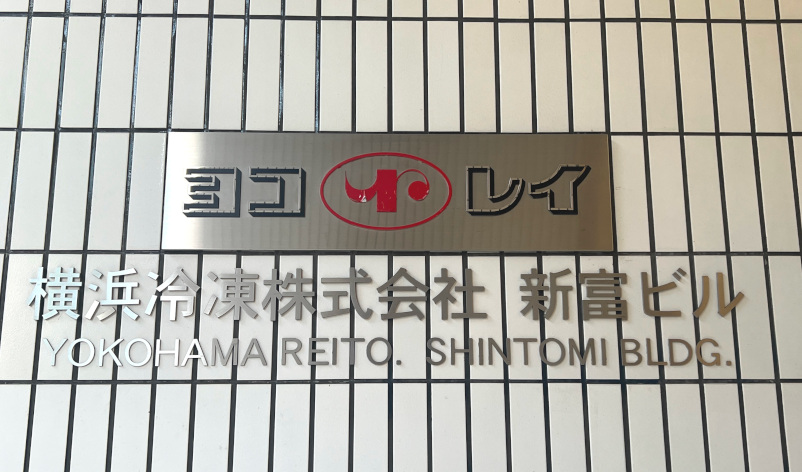 ヨコ YR レイ
横浜冷凍株式会社 新富ビル
YOKOHAMA REITO. SHINTOMI BLDG.